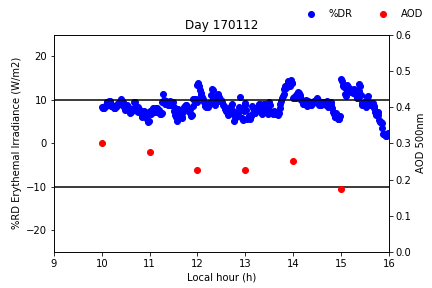 %DR AOD
Day 170112
%RD Erythemal Irradiance (W/m2)
20
10
0
−10
−20
0.6
0.5
0.4
0.3
0.2
0.1
0.0
AOD 500nm
9 10 11 12 13 14 15 16
Local hour (h)